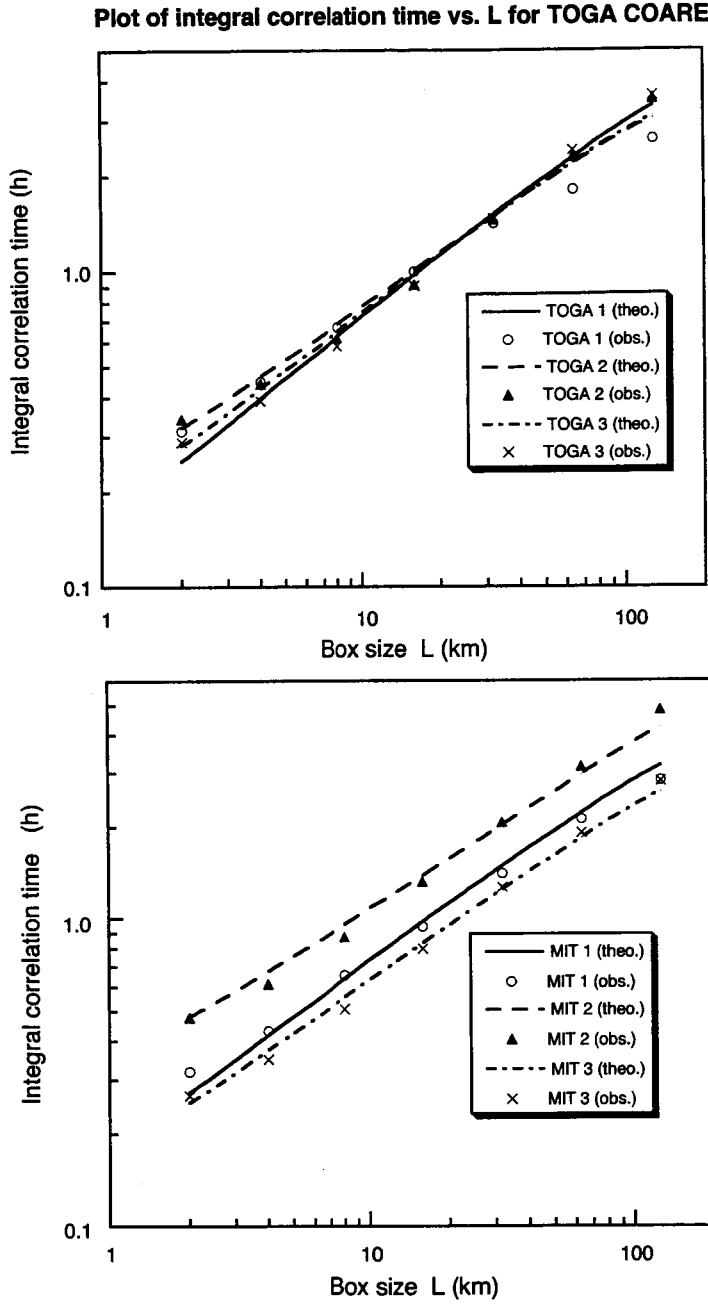 Plot of integral correlation time vs. L for TOGA COARE
Integral correlation time (h)
1.0
0.1
TOGA 1 (theo.)
TOGA 1 (obs.)
TOGA 2 (theo.)
TOGA 2 (obs.)
TOGA 3 (theo.)
TOGA 3 (obs.)
1
10
100
Box size L (km)
Integral correlation time (h)
1.0
0.1
MIT 1 (theo.)
MIT 1 (obs.)
MIT 2 (theo.)
MIT 2 (obs.)
MIT 3 (theo.)
MIT 3 (obs.)
1
10
100
Box size L (km)